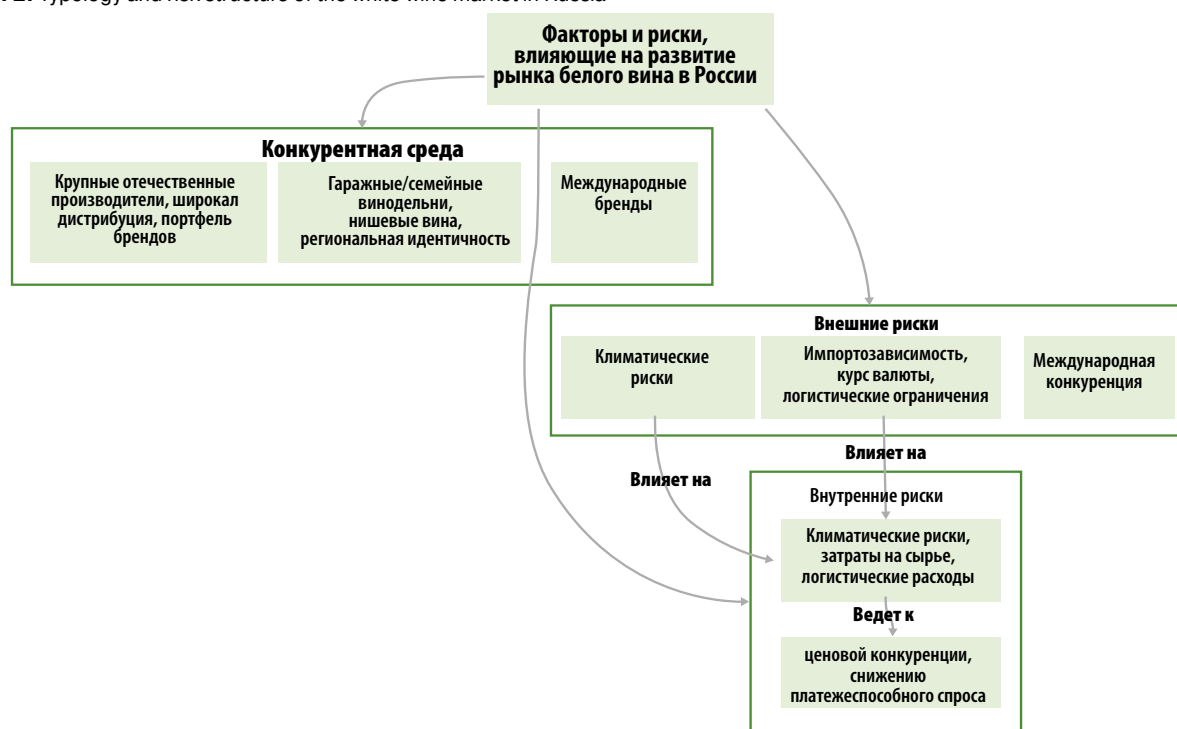 2. Typology and risk structure of the white wine market in Russia
Факторы и риски,
влияющие на развитие
рынка белого вина в России
Конкурентная среда
Крупные отечественные
производители, широкал
дистрибуция, портфель
брендов
Гаражные/семейные
винодельни,
нишевые вина,
региональная идентичность
Международные
бренды
Внешние риски
Климатические
риски
Импортозависимость,
курс валюты,
логистические ограничения
Международная
конкуренция
Влияет на
Влияет на
Внутренние риски
Климатические риски,
затраты на сырье,
логистические расходы
Ведет к
ценовой конкуренции,
снижению
платежеспособного спроса